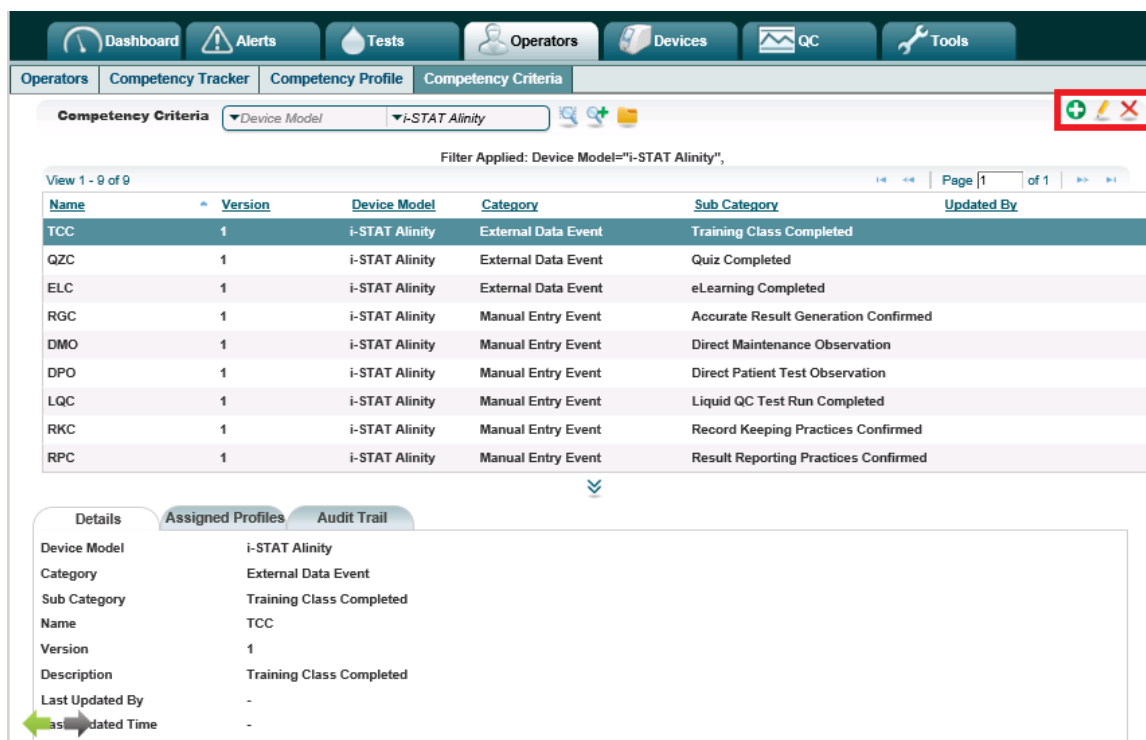 Dashboard Alerts Tests Operators Devices QC Tools
Operators Competency Tracker Competency Profile Competency Criteria
Competency Criteria Device Model i-STAT Alinity
Filter Applied: Device Model="i-STAT Alinity",
View 1 - 9 of 9 Page 1 of 1
Name Version Device Model Category Sub Category Updated By
TCC 1 i-STAT Alinity External Data Event Training Class Completed
QZC 1 i-STAT Alinity External Data Event Quiz Completed
ELC 1 i-STAT Alinity External Data Event eLearning Completed
RGC 1 i-STAT Alinity Manual Entry Event Accurate Result Generation Confirmed
DMO 1 i-STAT Alinity Manual Entry Event Direct Maintenance Observation
DPO 1 i-STAT Alinity Manual Entry Event Direct Patient Test Observation
LQC 1 i-STAT Alinity Manual Entry Event Liquid QC Test Run Completed
RKC 1 i-STAT Alinity Manual Entry Event Record Keeping Practices Confirmed
RPC 1 i-STAT Alinity Manual Entry Event Result Reporting Practices Confirmed
Details Assigned Profiles Audit Trail
Device Model i-STAT Alinity
Category External Data Event
Sub Category Training Class Completed
Name TCC
Version 1
Description Training Class Completed
Last Updated By -
Time -